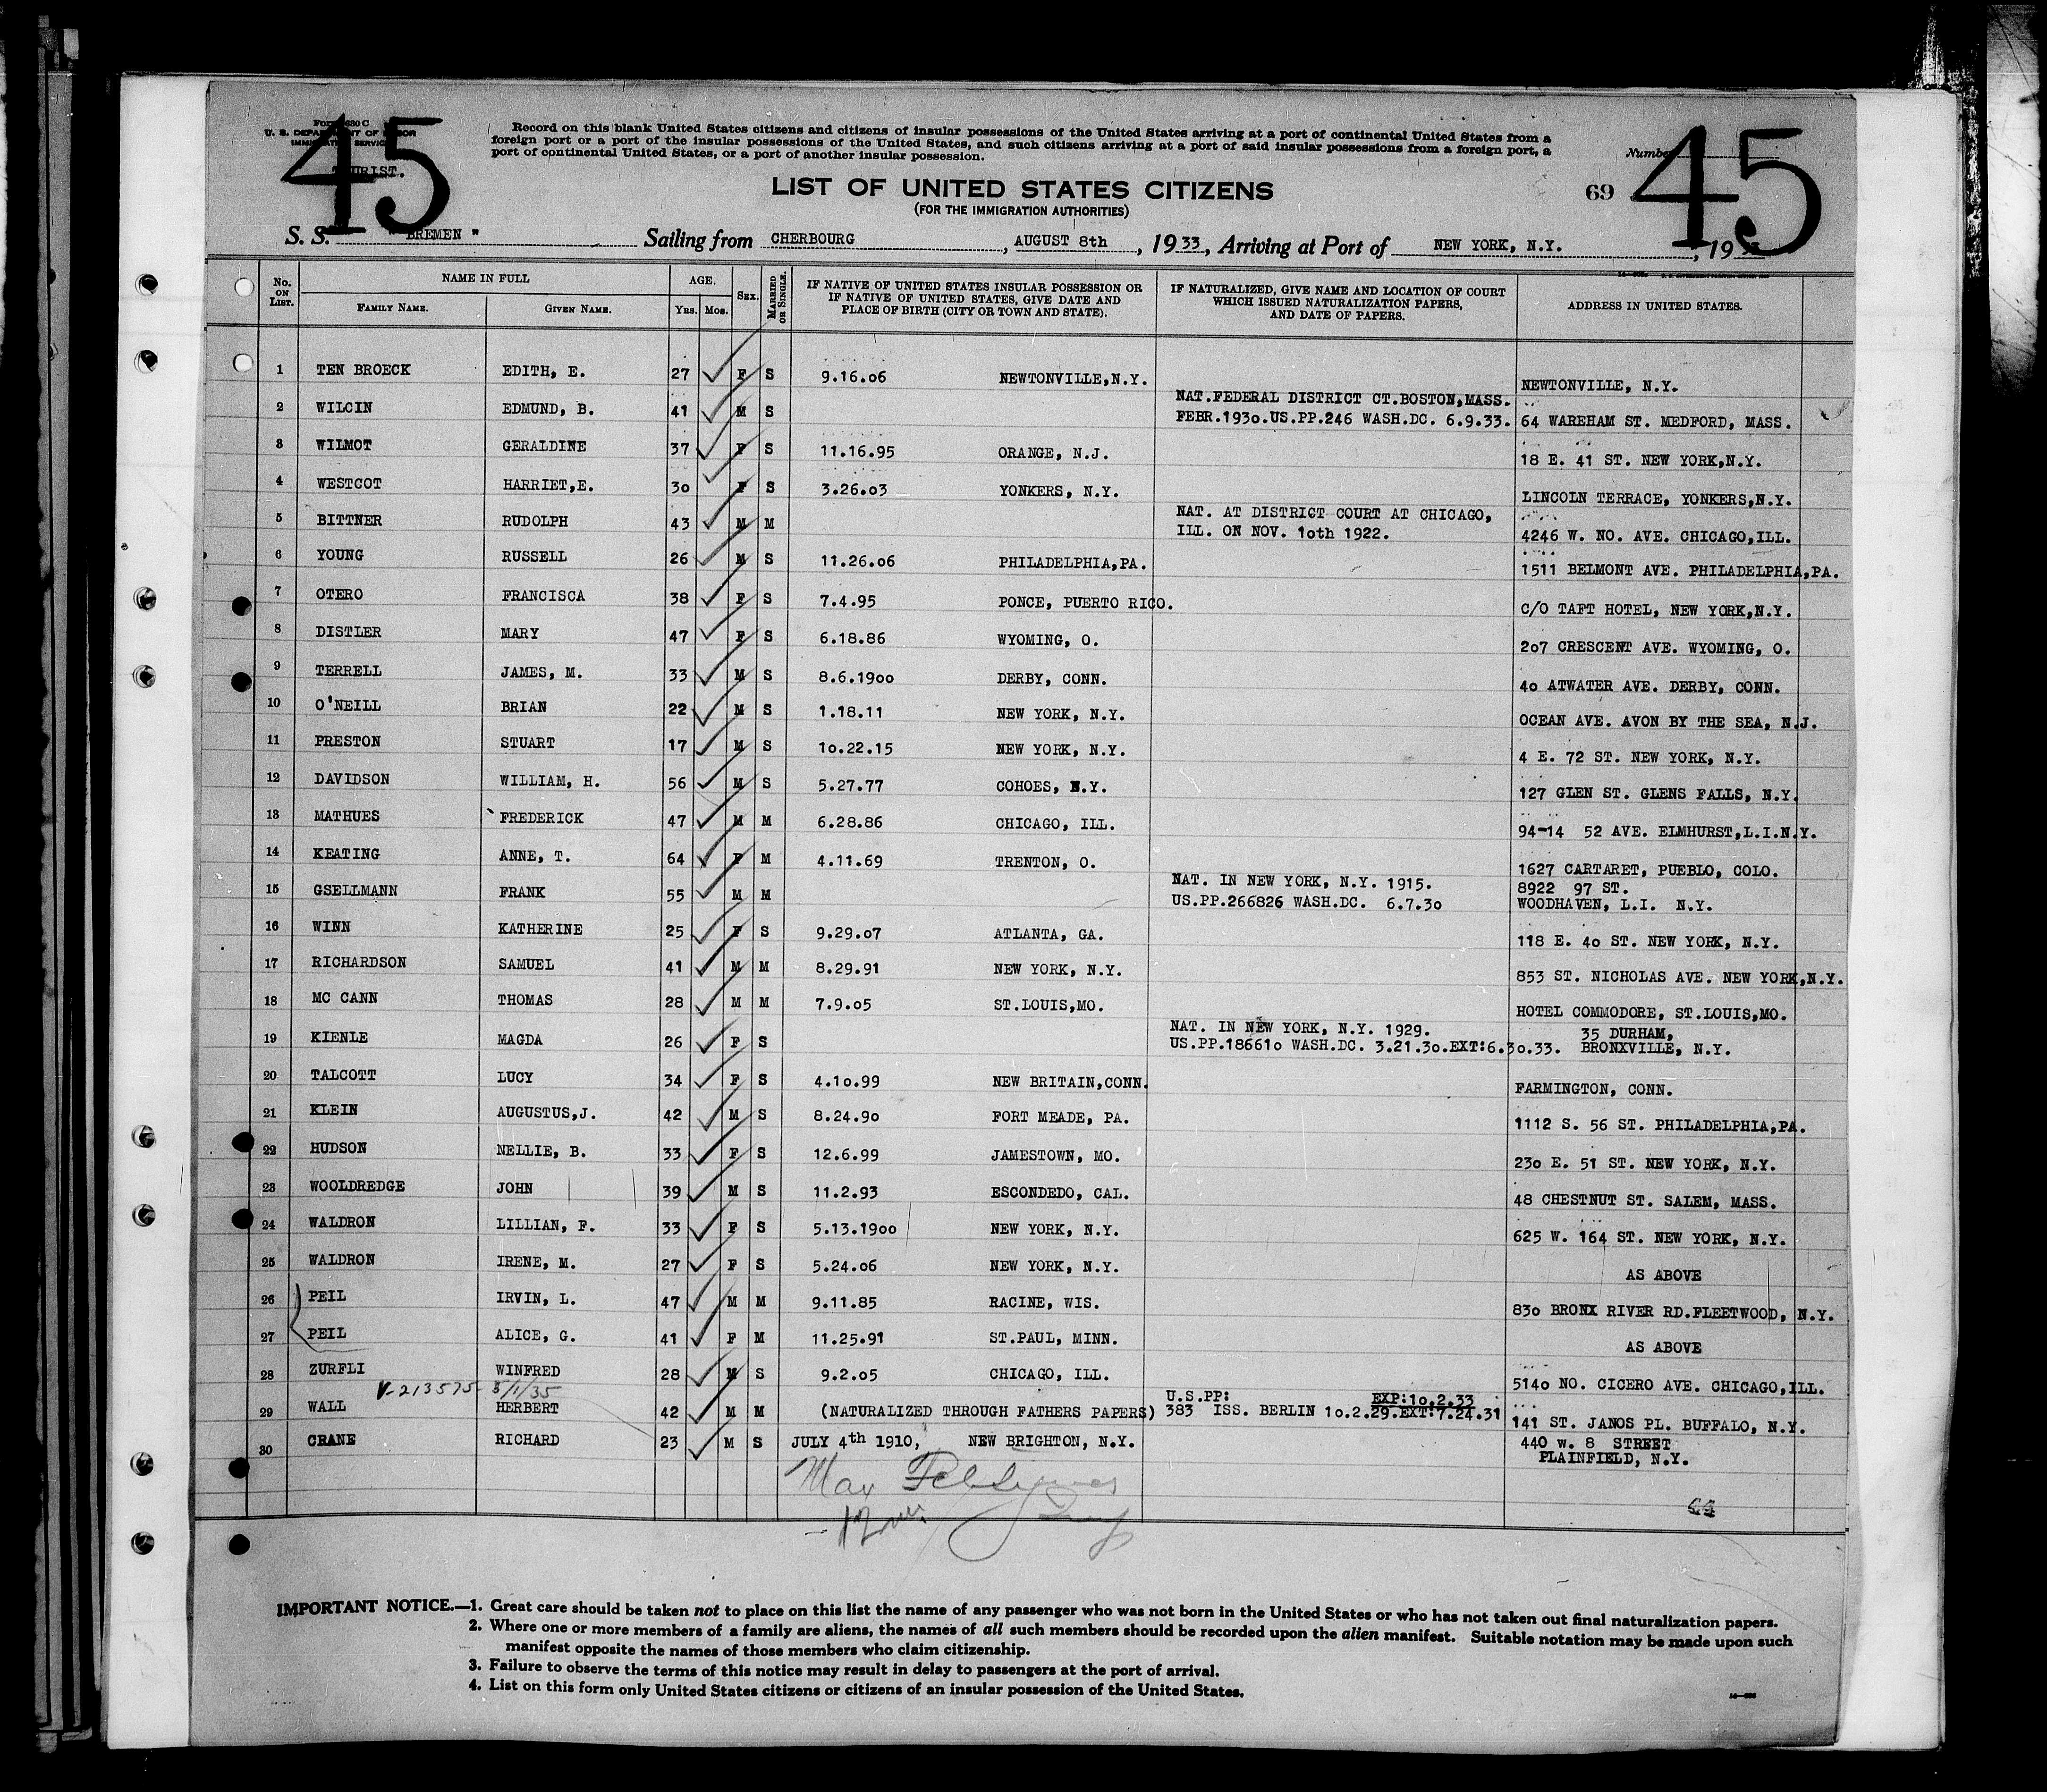 45
45
Form 630 C
U. S. DEPARTMENT OF LABOR
IMMIGRATION SERVICE
TOURIST.
Record on this blank United States citizens and citizens of insular possessions of the United States arriving at a port of continental United States from a
foreign port or a port of the insular possessions of the United States, and such citizens arriving at a port of said insular possessions from a foreign port, a
port of continental United States, or a port of another insular possession.
Number
LIST OF UNITED STATES CITIZENS
(FOR THE IMMIGRATION AUTHORITIES)
69
S. S. "BREMEN" Sailing from CHERBOURG, AUGUST 8th, 1933, Arriving at Port of NEW YORK, N.Y., 19
No. ON LIST. NAME IN FULL FAMILY NAME. GIVEN NAME. AGE. Yrs. Mos. SEX. MARRIED OR SINGLE. IF NATIVE OF UNITED STATES INSULAR POSSESSION OR IF NATIVE OF UNITED STATES, GIVE DATE AND PLACE OF BIRTH (CITY OR TOWN AND STATE). IF NATURALIZED, GIVE NAME AND LOCATION OF COURT WHICH ISSUED NATURALIZATION PAPERS, AND DATE OF PAPERS. ADDRESS IN UNITED STATES.
1 TEN BROECK EDITH, E. 27 F S 9.16.06 NEWTONVILLE,N.Y. NEWTONVILLE, N.Y.
NAT.FEDERAL DISTRICT CT.BOSTON,MASS.
2 WILCIN EDMUND, B. 41 M S FEBR.1930.US.PP.246 WASH.DC. 6.9.33. 64 WAREHAM ST. MEDFORD, MASS.
3 WILMOT GERALDINE 37 F S 11.16.95 ORANGE, N.J. 18 E. 41 ST. NEW YORK,N.Y.
4 WESTCOT HARRIET,E. 30 F S 3.26.03 YONKERS, N.Y. LINCOLN TERRACE, YONKERS,N.Y.
NAT. AT DISTRICT COURT AT CHICAGO,
5 BITTNER RUDOLPH 43 M M ILL. ON NOV. 10th 1922. 4246 W. NO. AVE. CHICAGO,ILL.
6 YOUNG RUSSELL 26 M S 11.26.06 PHILADELPHIA,PA. 1511 BELMONT AVE. PHILADELPHIA,PA.
7 OTERO FRANCISCA 38 F S 7.4.95 PONCE, PUERTO RICO. C/O TAFT HOTEL, NEW YORK,N.Y.
8 DISTLER MARY 47 F S 6.18.86 WYOMING, O. 207 CRESCENT AVE. WYOMING, O.
9 TERRELL JAMES, M. 33 M S 8.6.1900 DERBY, CONN. 40 ATWATER AVE. DERBY, CONN.
10 O'NEILL BRIAN 22 M S 1.18.11 NEW YORK, N.Y. OCEAN AVE. AVON BY THE SEA, N.J.
11 PRESTON STUART 17 M S 10.22.15 NEW YORK, N.Y. 4 E. 72 ST. NEW YORK, N.Y.
12 DAVIDSON WILLIAM, H. 56 M S 5.27.77 COHOES, N.Y. 127 GLEN ST. GLENS FALLS, N.Y.
13 MATHUES FREDERICK 47 M M 6.28.86 CHICAGO, ILL. 94-14 52 AVE. ELMHURST,L.I.N.Y.
14 KEATING ANNE, T. 64 F M 4.11.69 TRENTON, O. 1627 CARTARET, PUEBLO, COLO.
NAT. IN NEW YORK, N.Y. 1915. 8922 97 ST.
15 GSELLMANN FRANK 55 M M US.PP.266826 WASH.DC. 6.7.30 WOODHAVEN, L.I. N.Y.
16 WINN KATHERINE 25 F S 9.29.07 ATLANTA, GA. 118 E. 40 ST. NEW YORK, N.Y.
17 RICHARDSON SAMUEL 41 M M 8.29.91 NEW YORK, N.Y. 853 ST. NICHOLAS AVE. NEW YORK,N.Y.
18 MC CANN THOMAS 28 M M 7.9.05 ST.LOUIS,MO. HOTEL COMMODORE, ST.LOUIS,MO.
NAT. IN NEW YORK, N.Y. 1929. 35 DURHAM,
19 KIENLE MAGDA 26 F S US.PP.186610 WASH.DC. 3.21.30.EXT:6.30.33. BRONXVILLE, N.Y.
20 TALCOTT LUCY 34 F S 4.10.99 NEW BRITAIN,CONN. FARMINGTON, CONN.
21 KLEIN AUGUSTUS,J. 42 M S 8.24.90 FORT MEADE, PA. 1112 S. 56 ST. PHILADELPHIA,PA.
22 HUDSON NELLIE, B. 33 F S 12.6.99 JAMESTOWN, MO. 230 E. 51 ST. NEW YORK, N.Y.
23 WOOLDREDGE JOHN 39 M S 11.2.93 ESCONDEDO, CAL. 48 CHESTNUT ST. SALEM, MASS.
24 WALDRON LILLIAN, F. 33 F S 5.13.1900 NEW YORK, N.Y. 625 W. 164 ST. NEW YORK, N.Y.
25 WALDRON IRENE, M. 27 F S 5.24.06 NEW YORK, N.Y. AS ABOVE
26 PEIL IRVIN, L. 47 M M 9.11.85 RACINE, WIS. 830 BRONX RIVER RD.FLEETWOOD, N.Y.
27 PEIL ALICE, G. 41 F M 11.25.91 ST.PAUL, MINN. AS ABOVE
28 ZURFLI WINFRED 28 M S 9.2.05 CHICAGO, ILL. 5140 NO. CICERO AVE. CHICAGO,ILL.
V-213575 5/1/35 U.S.PP: EXP:10.2.33
29 WALL HERBERT 42 M M (NATURALIZED THROUGH FATHERS PAPERS) 383 ISS. BERLIN 10.2.29.EXT:7.24.31 141 ST. JANOS PL. BUFFALO, N.Y.
30 CRANE RICHARD 23 M S JULY 4th 1910, NEW BRIGHTON, N.Y. 440 W. 8 STREET
PLAINFIELD, N.Y.
Max
IMPORTANT NOTICE.—1. Great care should be taken not to place on this list the name of any passenger who was not born in the United States or who has not taken out final naturalization papers.
2. Where one or more members of a family are aliens, the names of all such members should be recorded upon the alien manifest. Suitable notation may be made upon such
manifest opposite the names of those members who claim citizenship.
3. Failure to observe the terms of this notice may result in delay to passengers at the port of arrival.
4. List on this form only United States citizens or citizens of an insular possession of the United States.